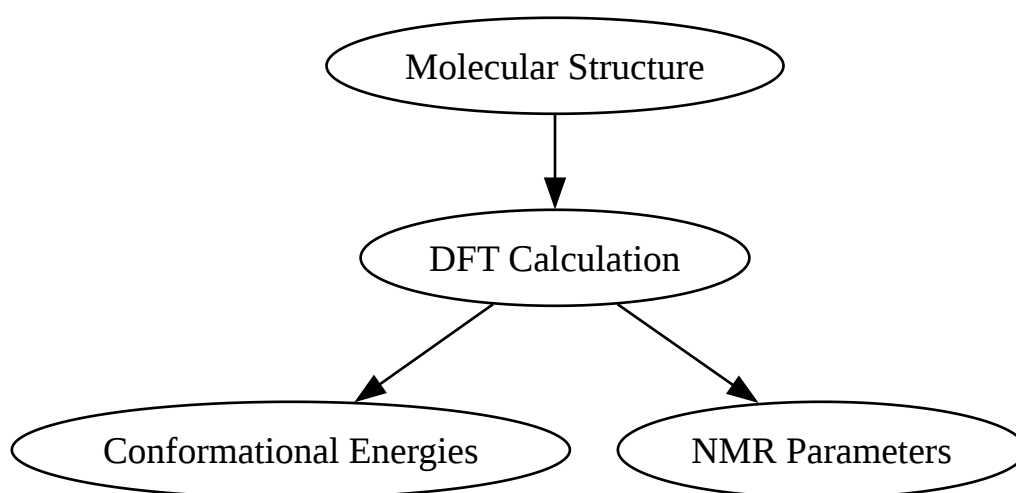 Molecular Structure
DFT Calculation
Conformational Energies
NMR Parameters